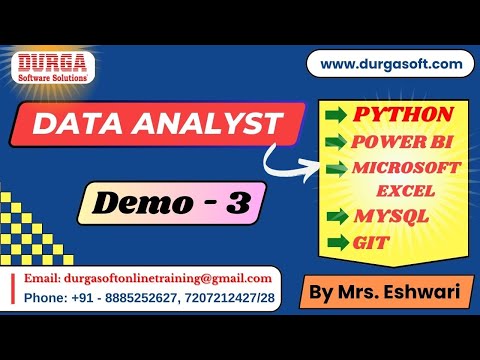 DURGA
Software Solutions®
www.durgasoft.com
DATA ANALYST
Demo - 3
PYTHON
POWER BI
MICROSOFT
EXCEL
MYSQL
GIT
Email: durgasoftonlinetraining@gmail.com
Phone: +91 - 8885252627, 7207212427/28
By Mrs. Eshwari